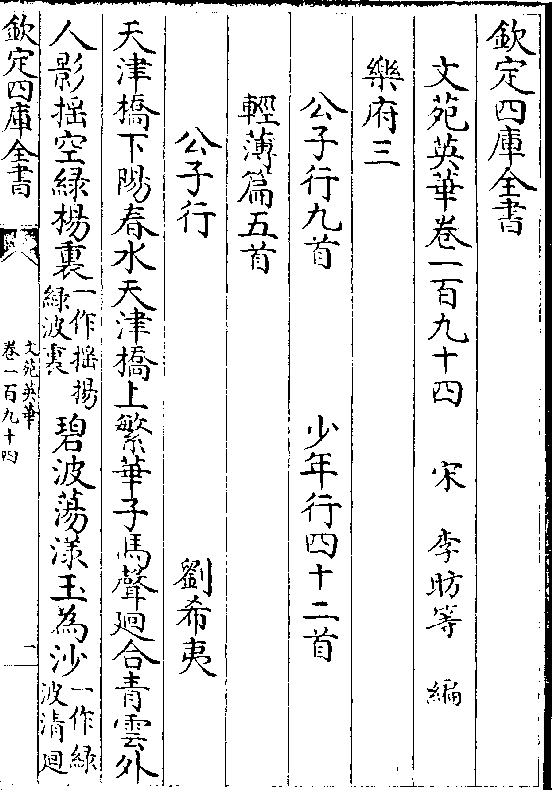 欽定四庫全書
文苑英華卷一百九十四 宋 李昉等 編
樂府三
公子行九首 少年行四十二首
輕薄篇五首
公子行 劉希夷
天津橋下陽春水天津橋上繁華子馬聲廻合青雲外
人影揺空綠楊裏一作揺揚綠波裏碧波蕩漾玉為沙一作綠波清廻
欽定四庫全書
文苑英華
卷一百九十四
一